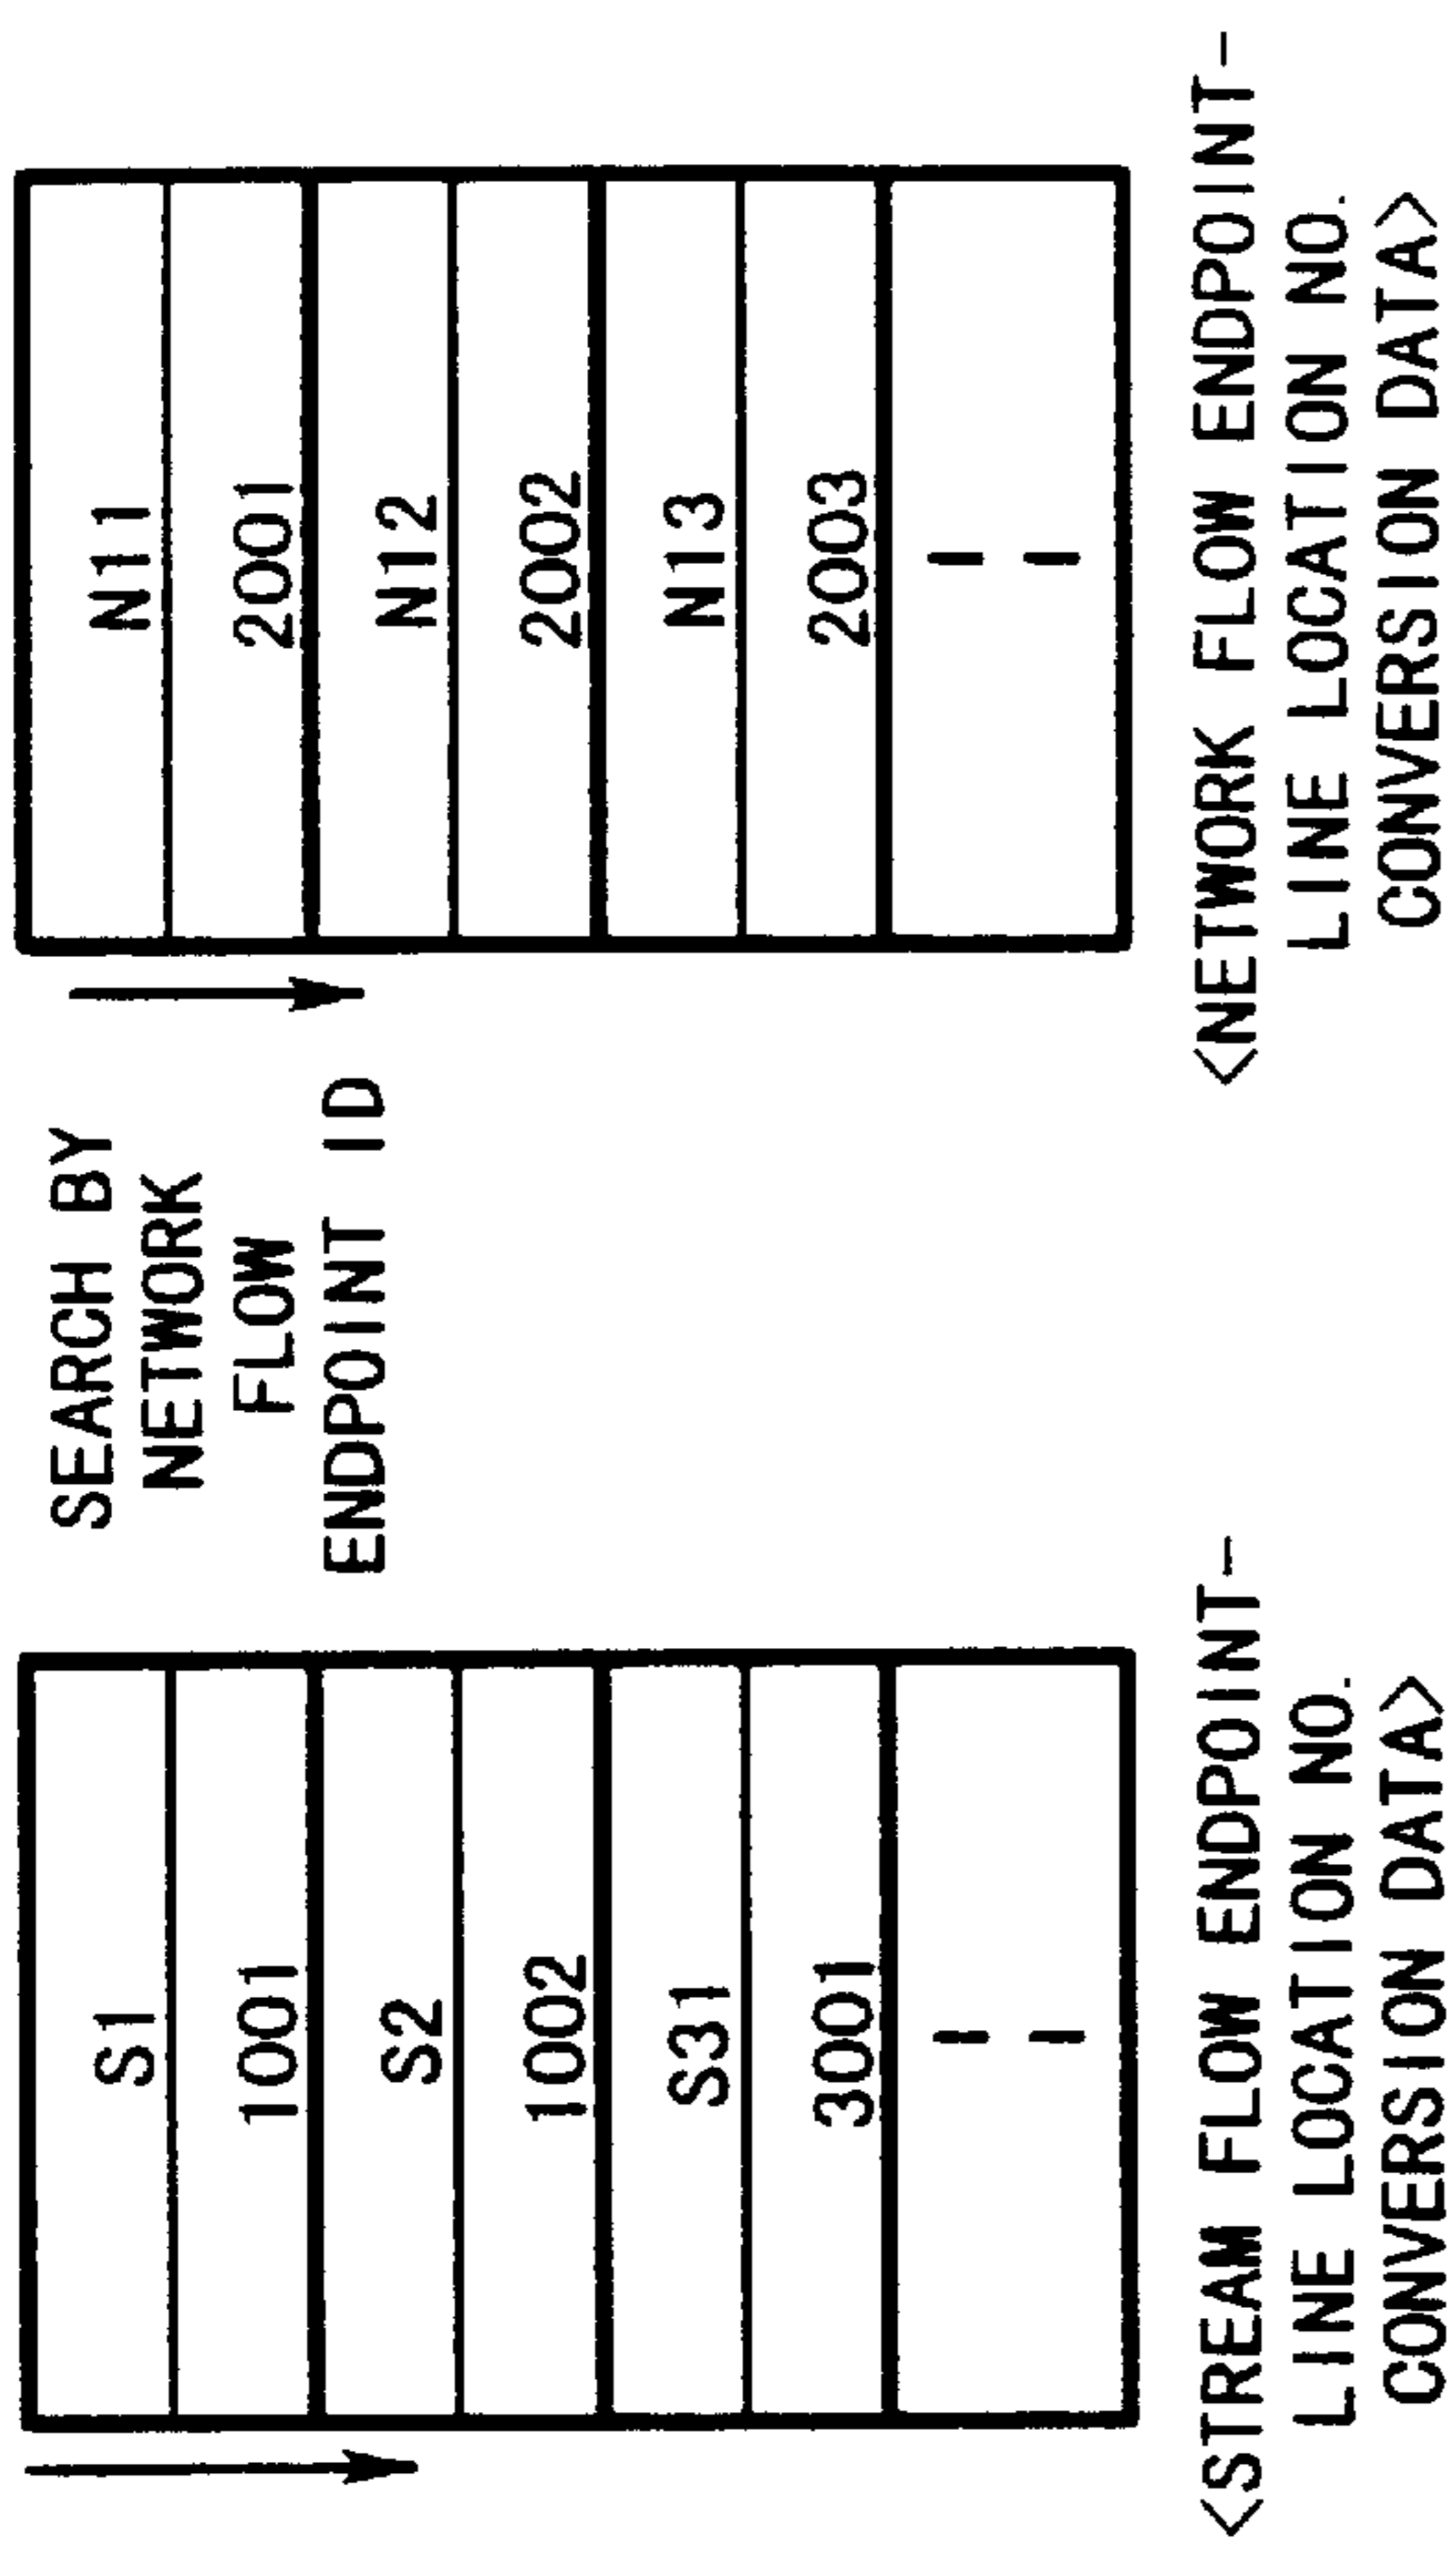 S1
1001
S2
1002
S31
3001
<STREAM FLOW ENDPOINT-
LINE LOCATION NO.
CONVERSION DATA>
SEARCH BY
NETWORK
FLOW
ENDPOINT ID
N11
2001
N12
2002
N13
2003
<NETWORK FLOW ENDPOINT-
LINE LOCATION NO.
CONVERSION DATA>